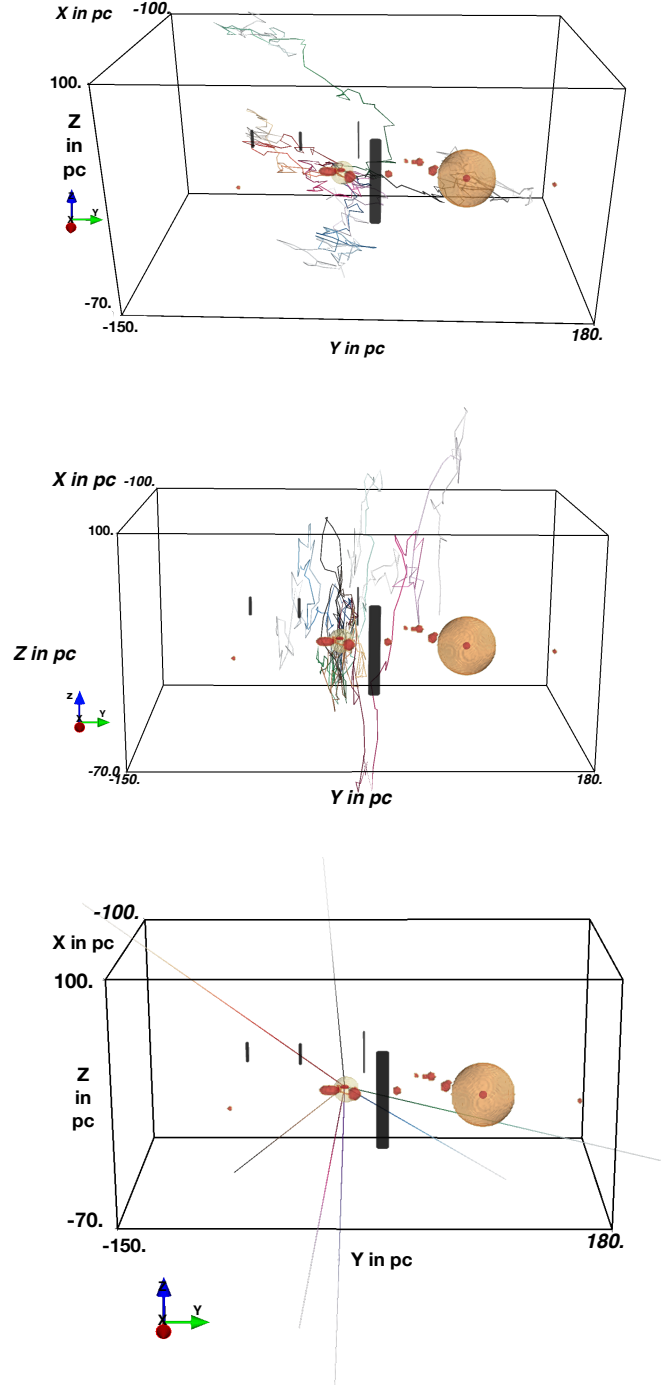 X in pc
-100.
100.
Z
in
pc
X
Y
-70.
-150.
180.
Y in pc
X in pc
-100.
100.
Z in pc
z
X
Y
-70.0
-150.
180.
Y in pc
-100.
X in pc
100.
Z
in
pc
-70.
-150.
180.
Y in pc
Z
X
Y